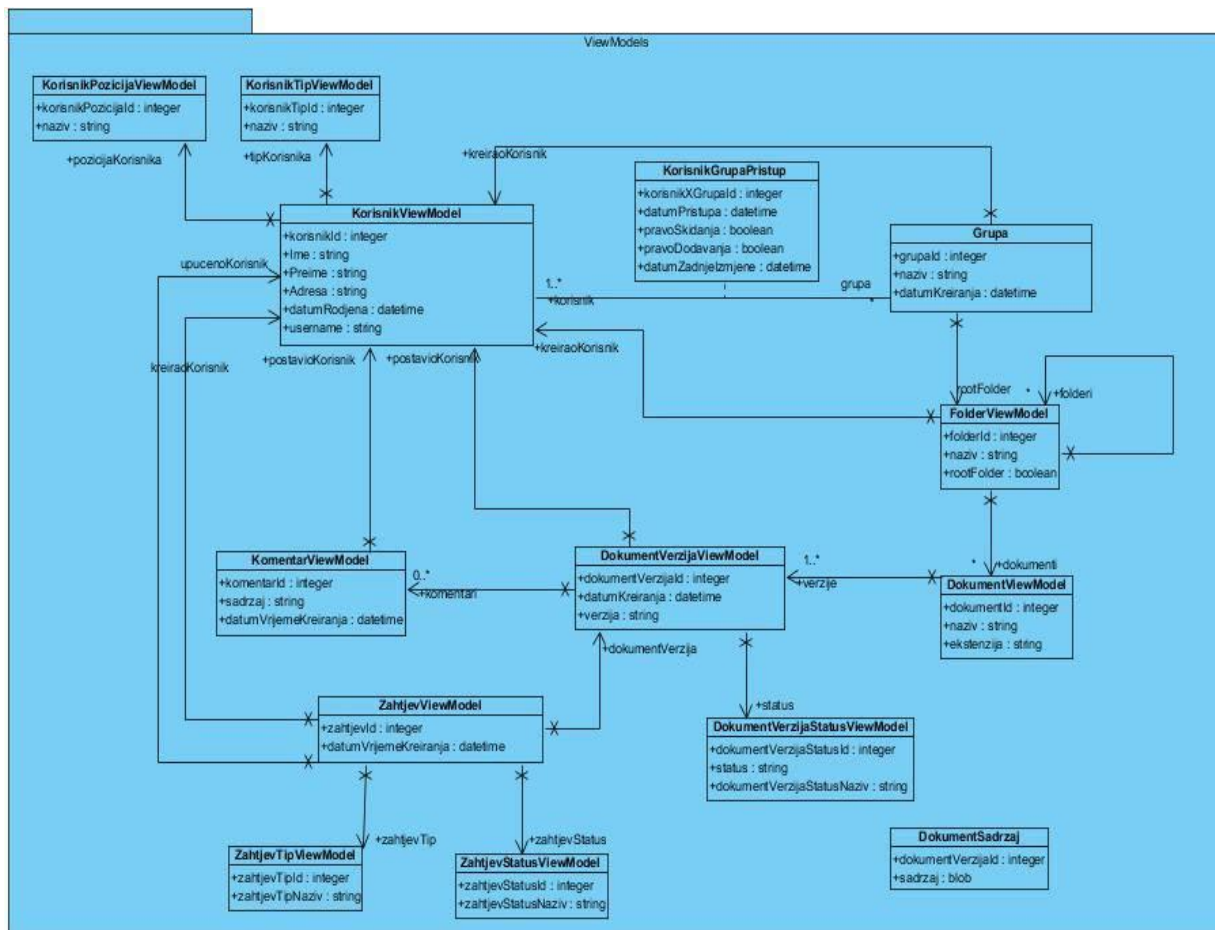 ViewModels
KorisnikPozicijaViewModel
+korisnikPozicijaId : integer
+naziv : string
KorisnikTipViewModel
+korisnikTipId : integer
+naziv : string
+pozicijaKorisnika
+tipKorisnika
+kreiraoKorisnik
KorisnikGrupaPristup
+korisnikXGrupaId : integer
+datumPristupa : datetime
+pravoSkidanja : boolean
+pravoDodavanja : boolean
+datumZadnjeIzmjene : datetime
KorisnikViewModel
+korisnikId : integer
+Ime : string
+Preime : string
+Adresa : string
+datumRodjena : datetime
+username : string
Grupa
+grupaId : integer
+naziv : string
+datumKreiranja : datetime
upucenoKorisnik
1..*
+korisnik
grupa
*
+kreiraoKorisnik
+postavioKorisnik
+postavioKorisnik
kreiraoKorisnik
rootFolder
*
+folderi
FolderViewModel
+folderId : integer
+naziv : string
+rootFolder : boolean
KomentarViewModel
+komentarId : integer
+sadrzaj : string
+datumVrijemeKreiranja : datetime
0..*
+komentari
DokumentVerzijaViewModel
+dokumentVerzijaId : integer
+datumKreiranja : datetime
+verzija : string
1..*
+verzije
*
+dokumenti
DokumentViewModel
+dokumentId : integer
+naziv : string
+ekstenzija : string
+dokumentVerzija
ZahtjevViewModel
+zahtjevId : integer
+datumVrijemeKreiranja : datetime
+status
DokumentVerzijaStatusViewModel
+dokumentVerzijaStatusId : integer
+status : string
+dokumentVerzijaStatusNaziv : string
+zahtjevTip
+zahtjevStatus
ZahtjevTipViewModel
+zahtjevTipId : integer
+zahtjevTipNaziv : string
ZahtjevStatusViewModel
+zahtjevStatusId : integer
+zahtjevStatusNaziv : string
DokumentSadrzaj
+dokumentVerzijaId : integer
+sadrzaj : blob